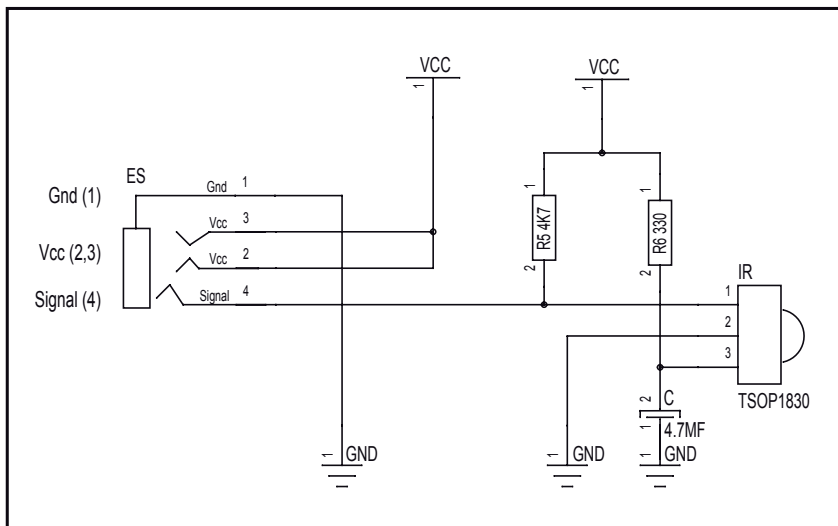 VCC
1
VCC
1
ES
Gnd (1)
Gnd 1
Vcc 3
Vcc (2,3)
Vcc 2
Signal (4)
Signal 4
1
R5 4K7
2
1
R6 330
2
IR
1
2
3
TSOP1830
2 C
1 4.7MF
1 GND
1 GND
1 GND